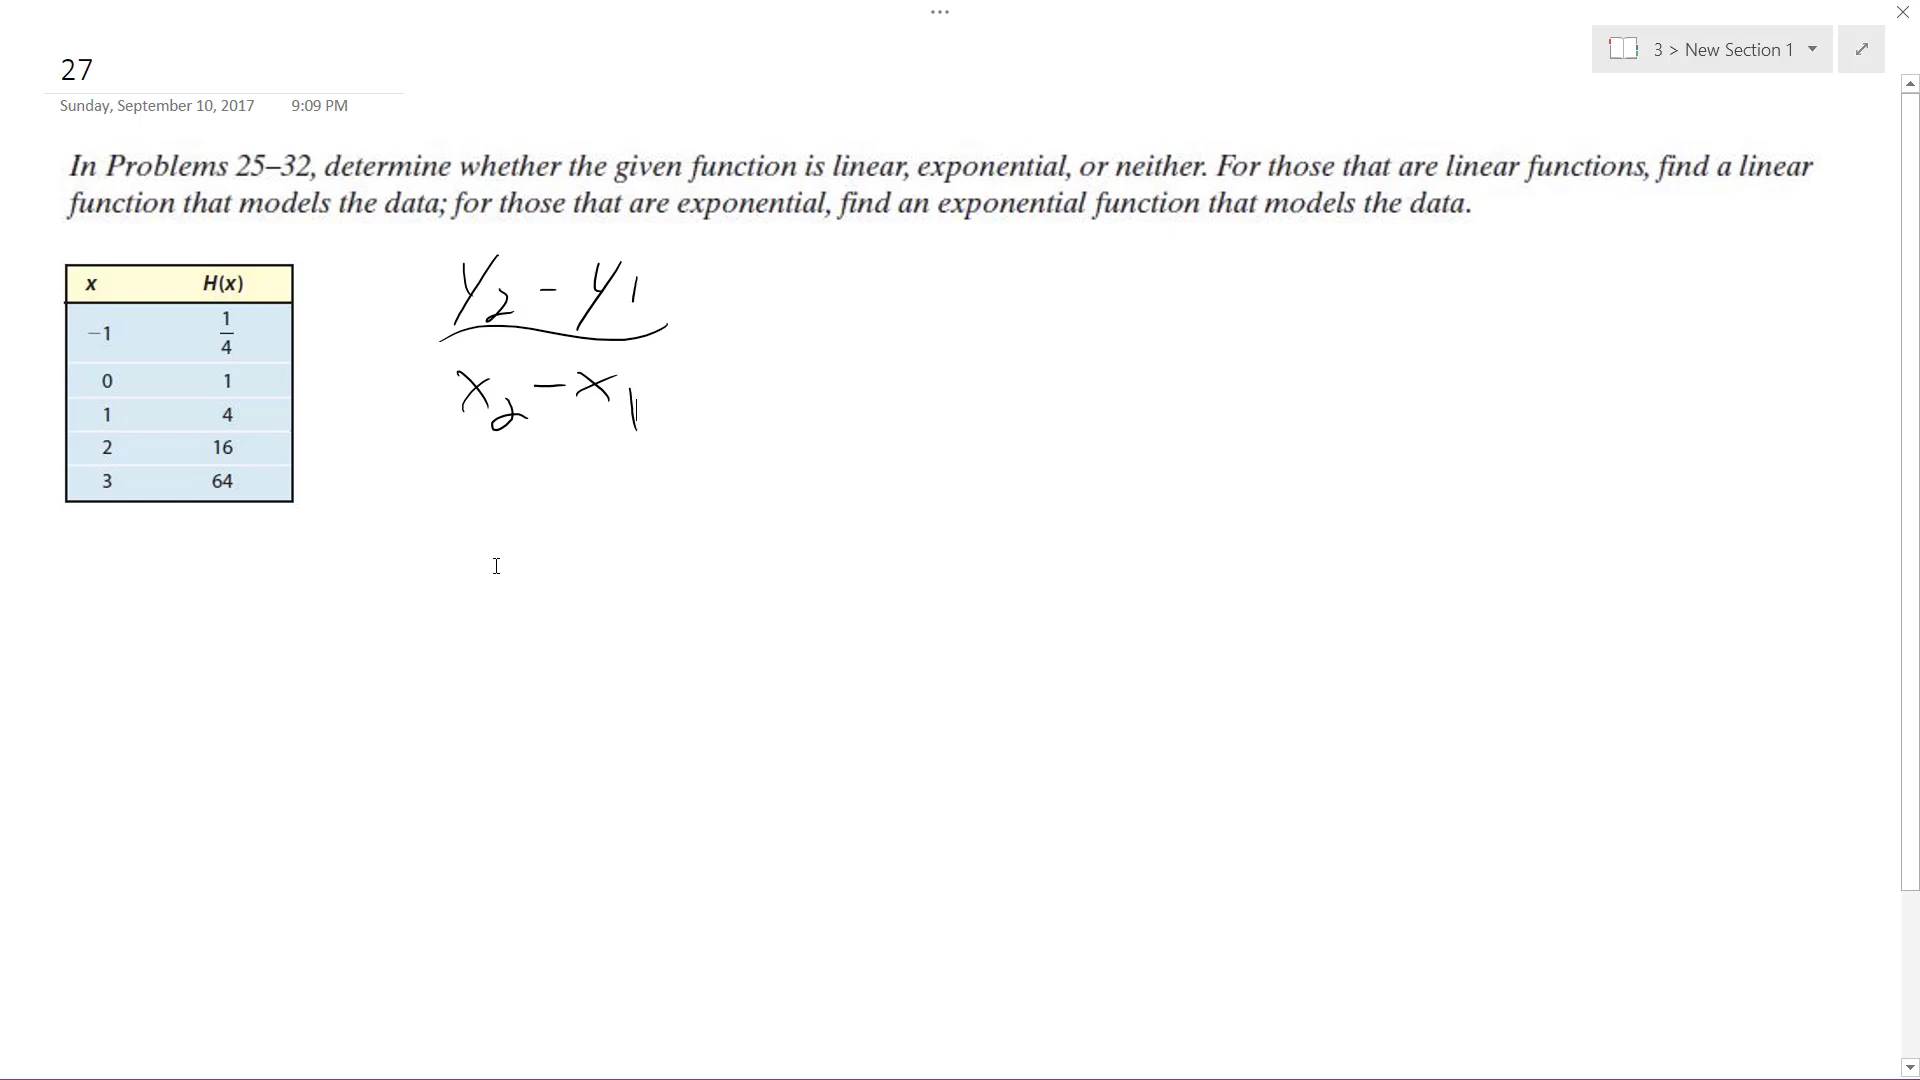 ...
3 > New Section 1
27
Sunday, September 10, 2017 9:09 PM
In Problems 25–32, determine whether the given function is linear, exponential, or neither. For those that are linear functions, find a linear
function that models the data; for those that are exponential, find an exponential function that models the data.
x H(x)
−1 1/4
0 1
1 4
2 16
3 64
y₂ − y₁
x₂ − x₁